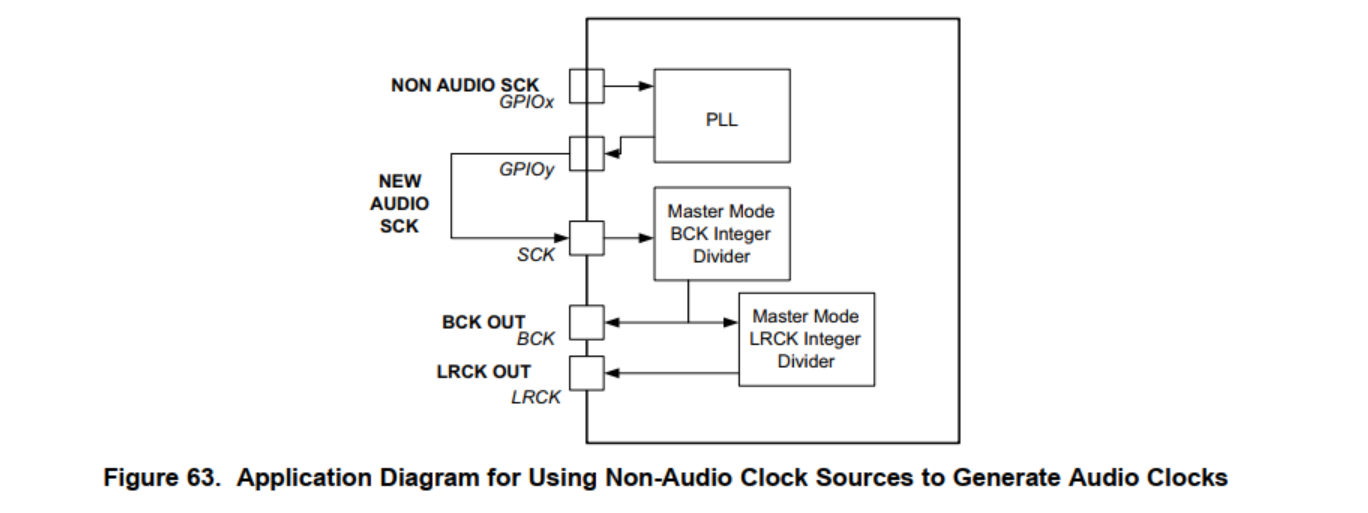 NON AUDIO SCK
GPIOx
PLL
GPIOy
NEW
AUDIO
SCK
Master Mode
BCK Integer
Divider
SCK
BCK OUT
BCK
Master Mode
LRCK Integer
Divider
LRCK OUT
LRCK
Figure 63. Application Diagram for Using Non-Audio Clock Sources to Generate Audio Clocks